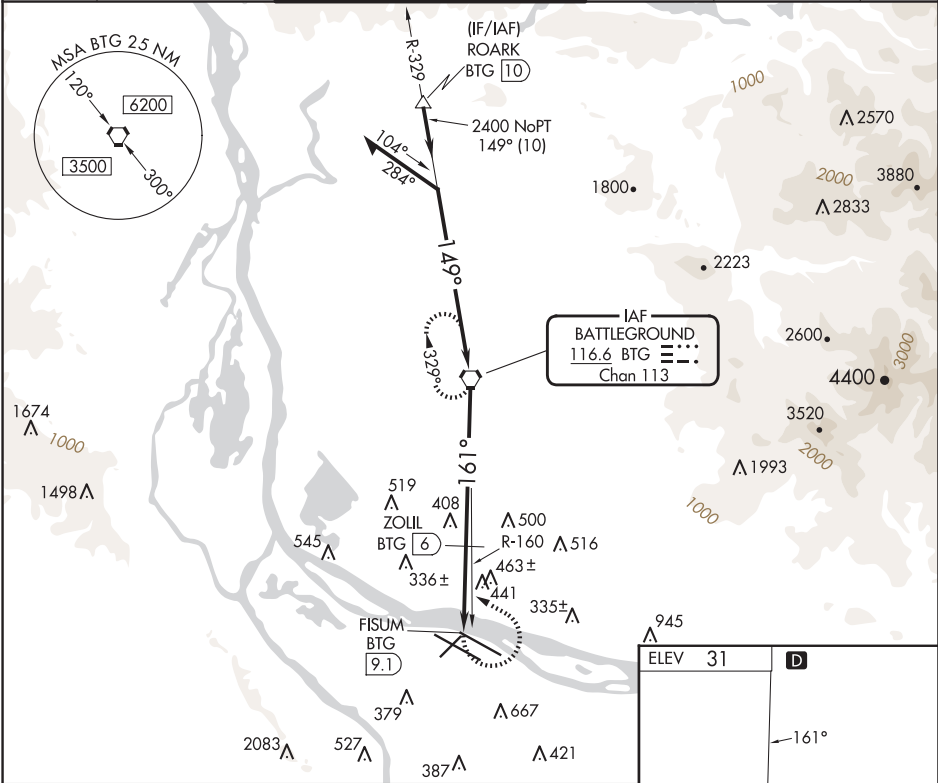 MSA BTG 25 NM
120°
6200
3500
300°
R-329
(IF/IAF)
ROARK
BTG 10
2400 NoPT
149° (10)
104°
284°
149°
329°
1000
2570
2000
3880
1800
2833
2223
IAF
BATTLEGROUND
116.6 BTG
Chan 113
2600
3000
4400
3520
2000
1993
1000
1674
1000
1498
161°
519
408
500
ZOLIL
BTG 6
R-160
516
545
336±
463±
441
335±
FISUM
BTG
9.1
945
ELEV 31
D
161°
379
667
2083
527
387
421